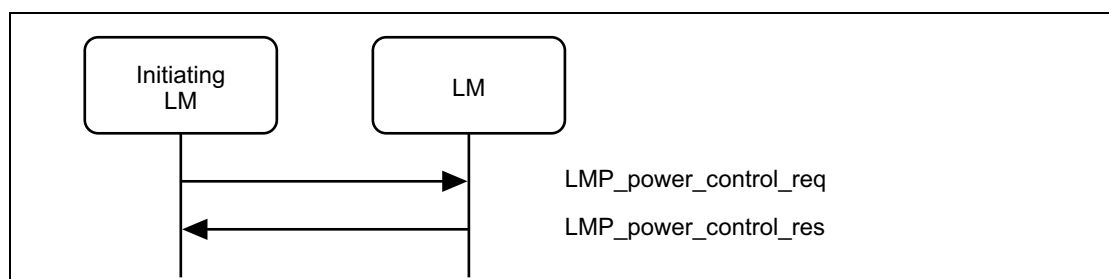 Initiating
LM
LM
LMP_power_control_req
LMP_power_control_res